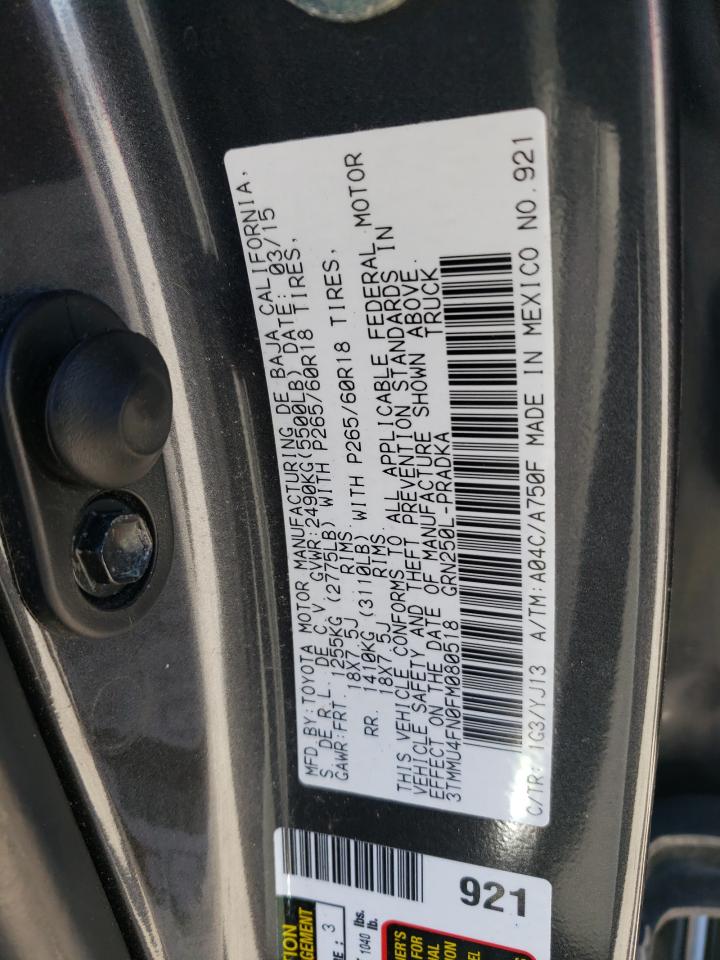 MFD.BY:TOYOTA MOTOR MANUFACTURING DE BAJA CALIFORNIA,
S. DE R.L. DE C.V. GVWR:2490KG(5500LB) DATE: 03/15
GAWR:FRT. 1255KG (2775LB) WITH P265/60R18 TIRES,
18X7.5J RIMS
RR. 1410KG (3110LB) WITH P265/60R18 TIRES,
18X7.5J RIMS
THIS VEHICLE CONFORMS TO ALL APPLICABLE FEDERAL MOTOR
VEHICLE SAFETY AND THEFT PREVENTION STANDARDS IN
EFFECT ON THE DATE OF MANUFACTURE SHOWN ABOVE.
3TMMU4FN0FM080518 GRN250L-PRADKA TRUCK
C/TR: 1G3/YJ13 A/TM:A04C/A750F MADE IN MEXICO NO.921
921
1040 lbs.
lb.
: 3